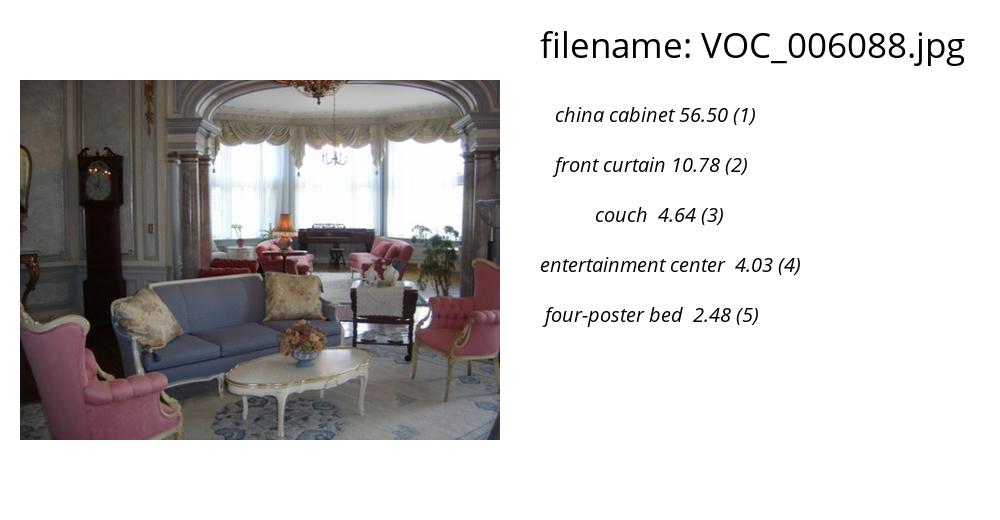 filename: VOC_006088.jpg
china cabinet 56.50 (1)
front curtain 10.78 (2)
couch 4.64 (3)
entertainment center 4.03 (4)
four-poster bed 2.48 (5)